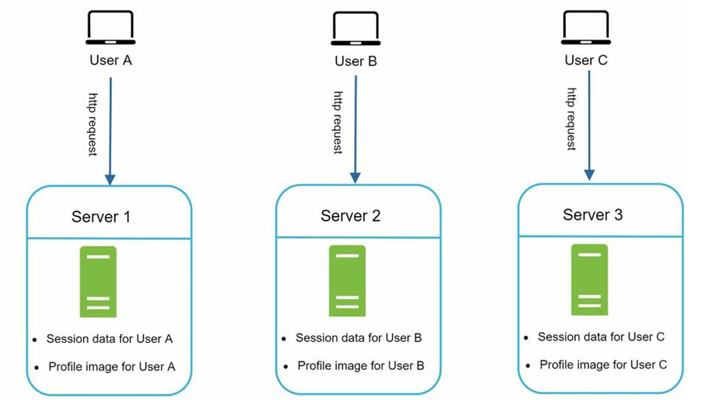 User A
User B
User C
http request
http request
http request
Server 1
Server 2
Server 3
• Session data for User A
• Profile image for User A
• Session data for User B
• Profile image for User B
• Session data for User C
• Profile image for User C